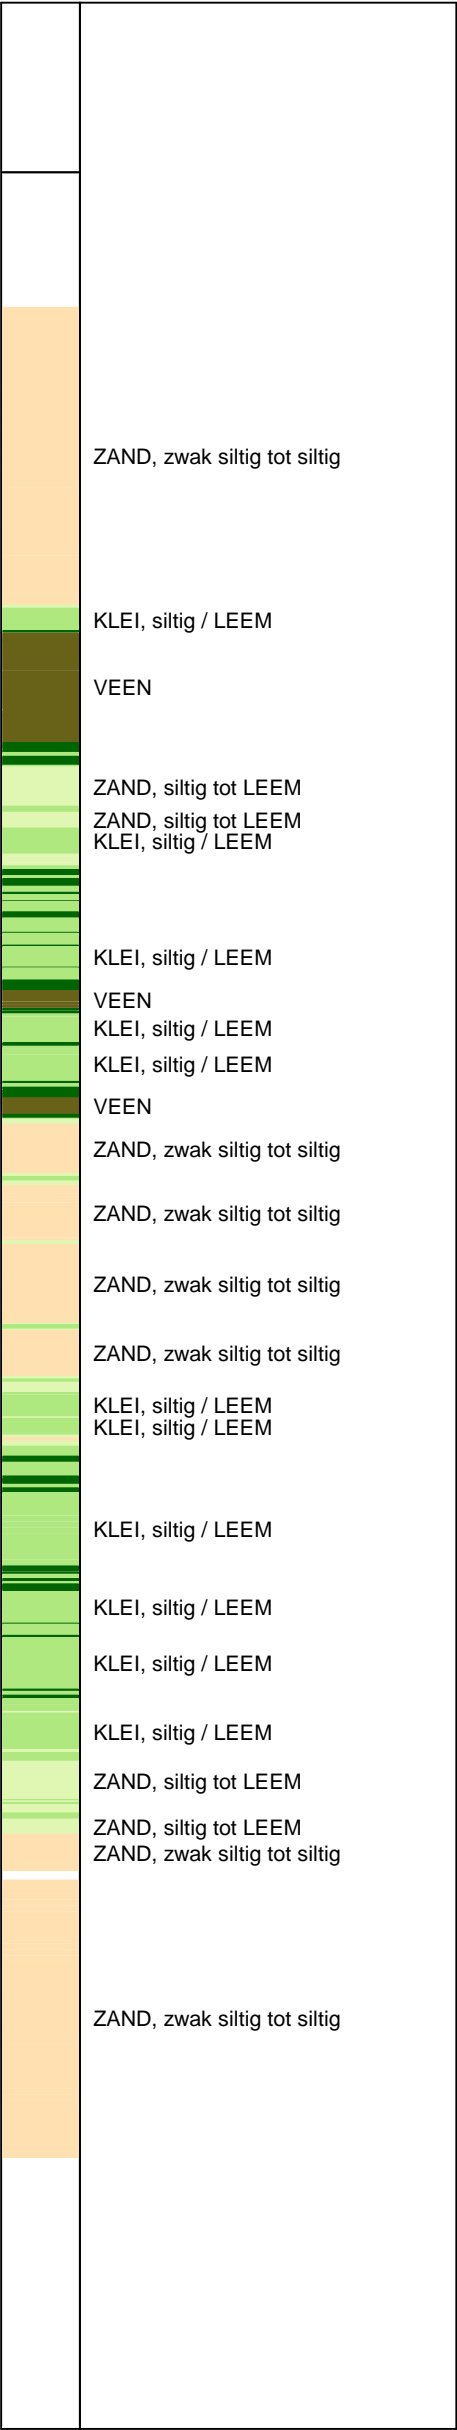 ZAND, zwak siltig tot siltig
KLEI, siltig / LEEM
VEEN
ZAND, siltig tot LEEM
ZAND, siltig tot LEEM
KLEI, siltig / LEEM
KLEI, siltig / LEEM
VEEN
KLEI, siltig / LEEM
KLEI, siltig / LEEM
VEEN
ZAND, zwak siltig tot siltig
ZAND, zwak siltig tot siltig
ZAND, zwak siltig tot siltig
ZAND, zwak siltig tot siltig
KLEI, siltig / LEEM
KLEI, siltig / LEEM
KLEI, siltig / LEEM
KLEI, siltig / LEEM
KLEI, siltig / LEEM
KLEI, siltig / LEEM
ZAND, siltig tot LEEM
ZAND, siltig tot LEEM
ZAND, zwak siltig tot siltig
ZAND, zwak siltig tot siltig